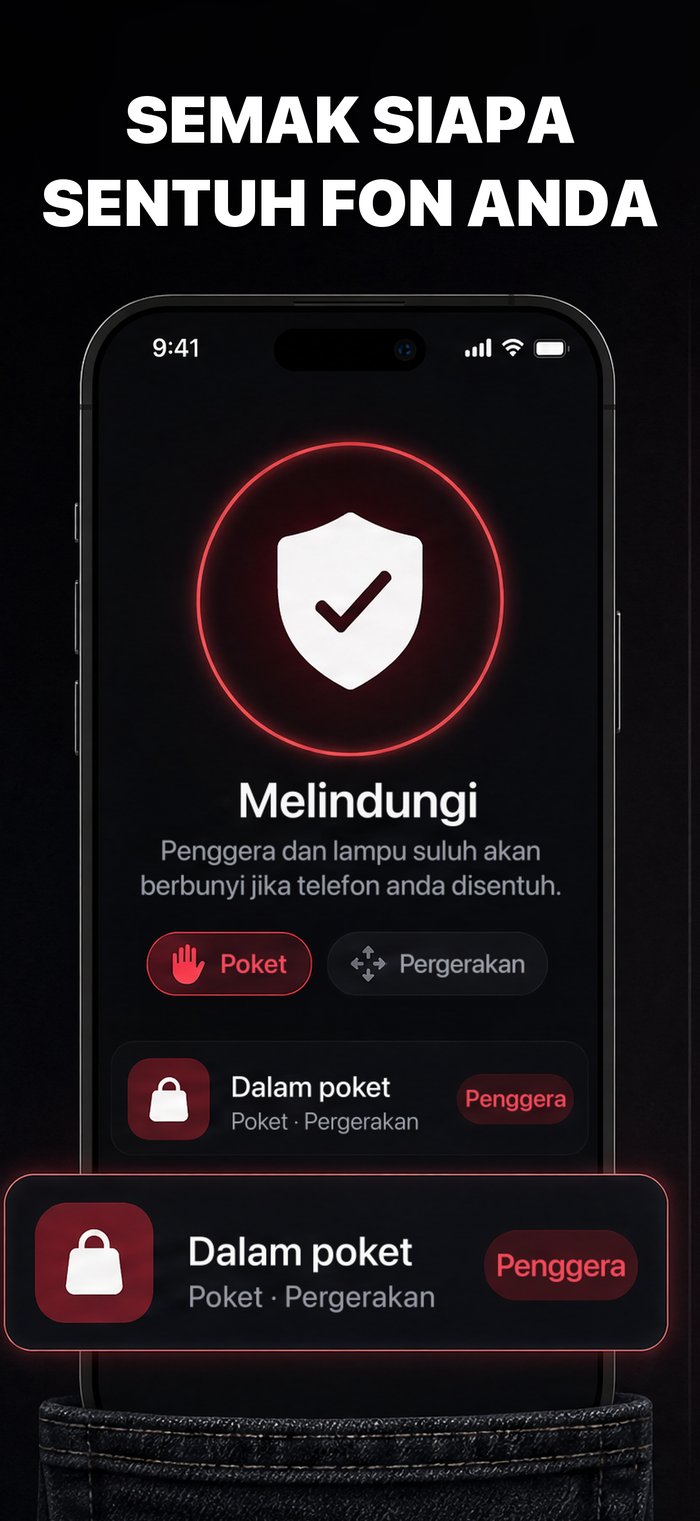 SEMAK SIAPA
SENTUH FON ANDA
9:41
Melindungi
Penggera dan lampu suluh akan
berbunyi jika telefon anda disentuh.
Poket
Pergerakan
Dalam poket
Poket · Pergerakan
Penggera
Dalam poket
Poket · Pergerakan
Penggera